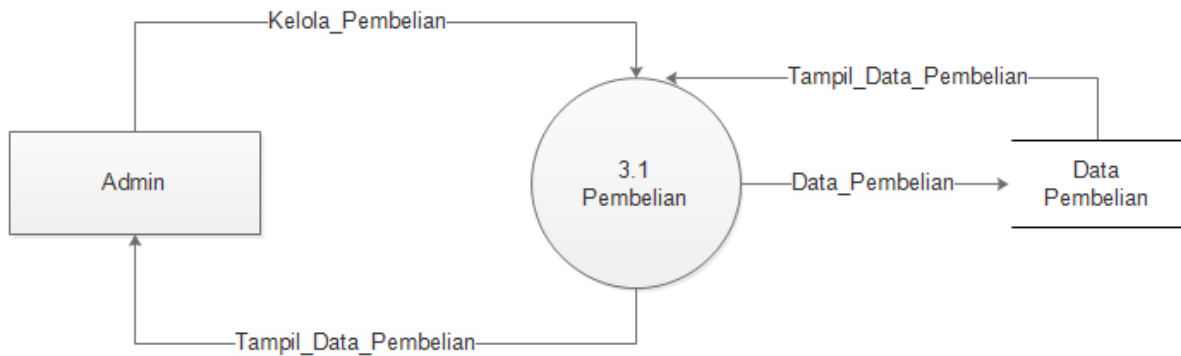 Kelola_Pembelian
Tampil_Data_Pembelian
Admin
3.1
Pembelian
Data_Pembelian
Data
Pembelian
Tampil_Data_Pembelian